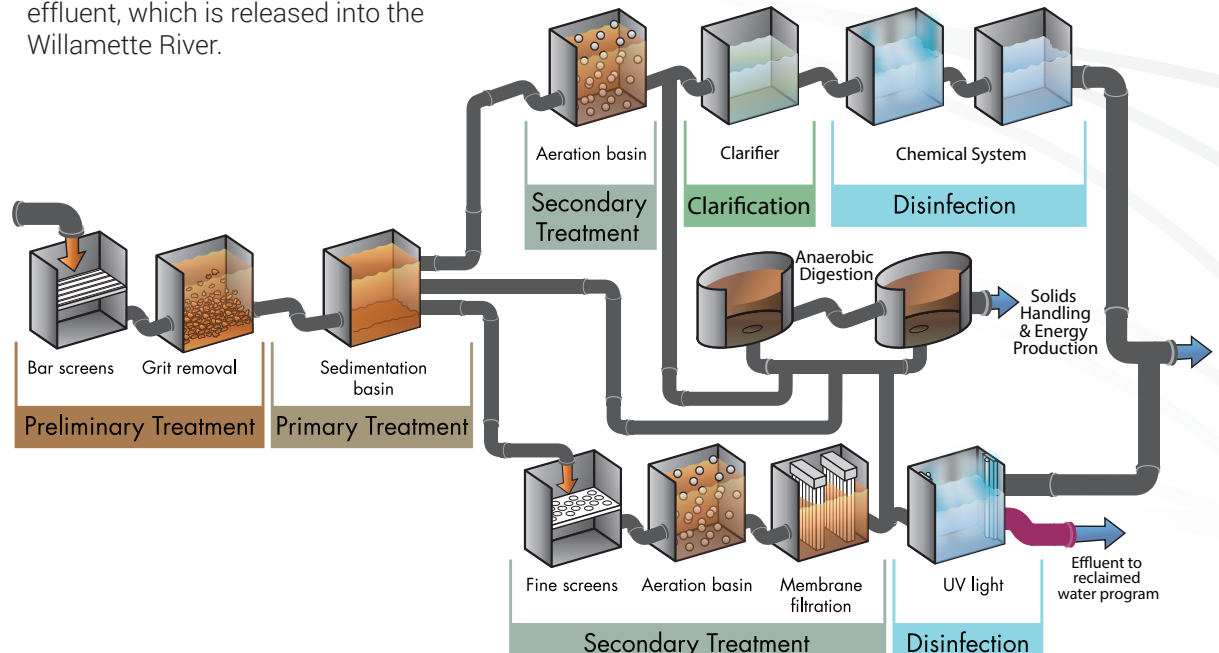 effluent, which is released into the
Willamette River.
Aeration basin
Secondary
Treatment
Clarifier
Clarification
Chemical System
Disinfection
Anaerobic
Digestion
Solids
Handling
& Energy
Production
Bar screens
Grit removal
Preliminary Treatment
Sedimentation
basin
Primary Treatment
Fine screens
Aeration basin
Membrane
filtration
Secondary Treatment
UV light
Disinfection
Effluent to
reclaimed
water program